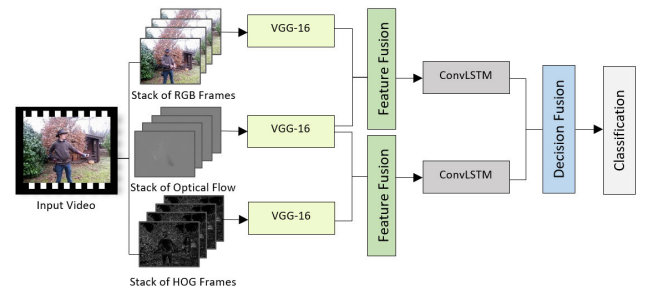 VGG-16
Feature Fusion
ConvLSTM
Stack of RGB Frames
VGG-16
Decision Fusion
Classification
Stack of Optical Flow
Input Video
VGG-16
Feature Fusion
ConvLSTM
Stack of HOG Frames